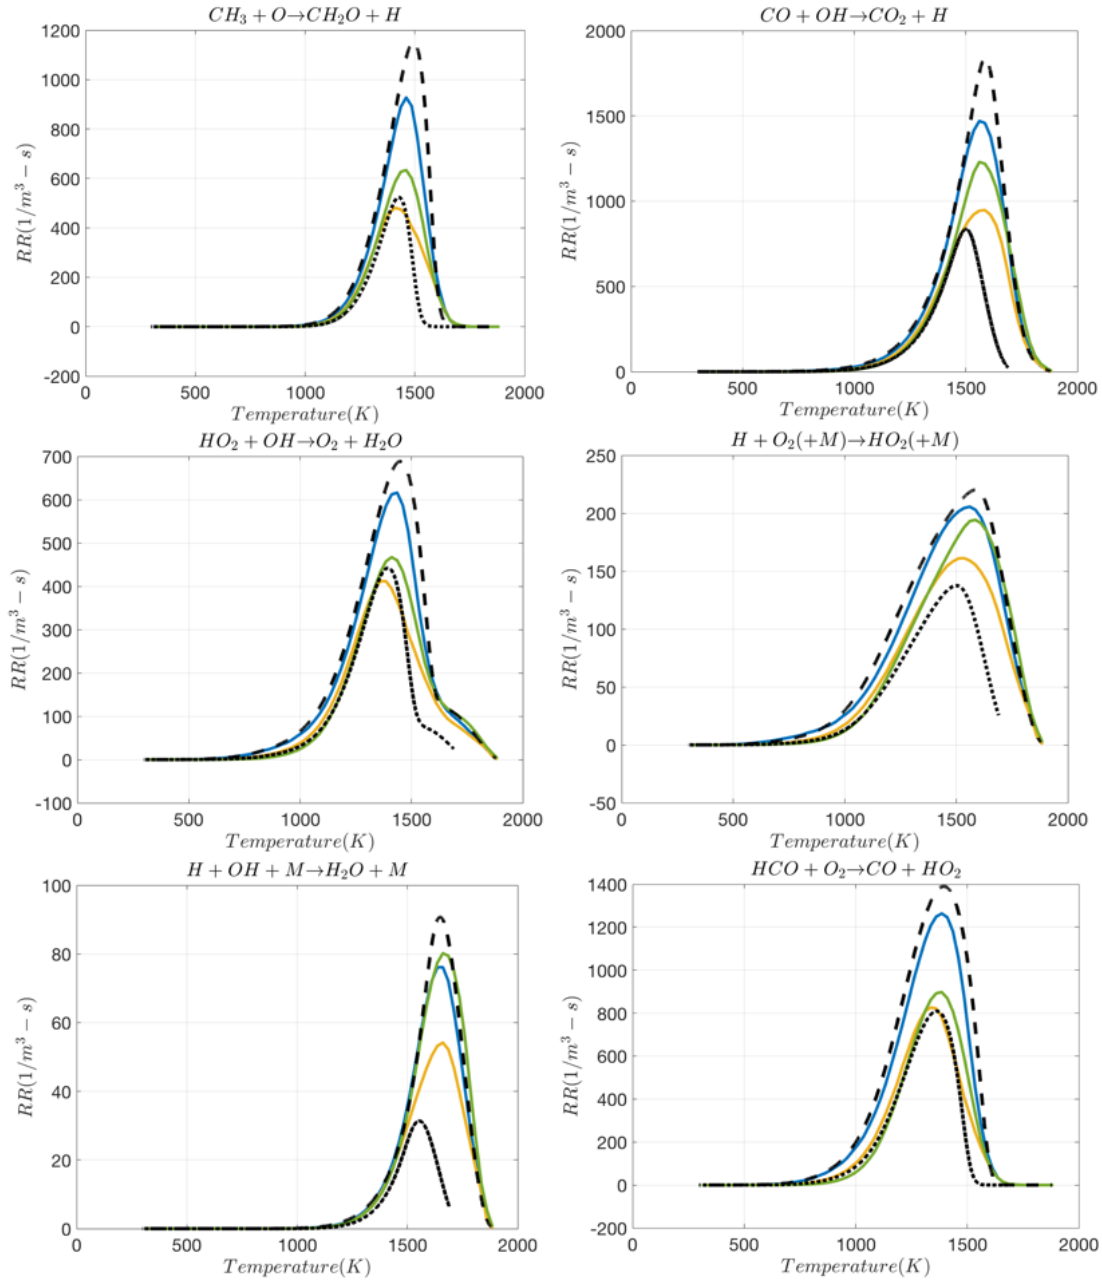 CH₃ + O→CH₂O + H
1200
1000
800
600
400
200
0
-200
RR(1/m³ − s)
0 500 1000 1500 2000
Temperature(K)
CO + OH→CO₂ + H
2000
1500
1000
500
0
RR(1/m³ − s)
0 500 1000 1500 2000
Temperature(K)
HO₂ + OH→O₂ + H₂O
700
600
500
400
300
200
100
0
-100
RR(1/m³ − s)
0 500 1000 1500 2000
Temperature(K)
H + O₂(+M)→HO₂(+M)
250
200
150
100
50
0
-50
RR(1/m³ − s)
0 500 1000 1500 2000
Temperature(K)
H + OH + M→H₂O + M
100
80
60
40
20
0
RR(1/m³ − s)
0 500 1000 1500 2000
Temperature(K)
HCO + O₂→CO + HO₂
1400
1200
1000
800
600
400
200
0
-200
RR(1/m³ − s)
0 500 1000 1500 2000
Temperature(K)